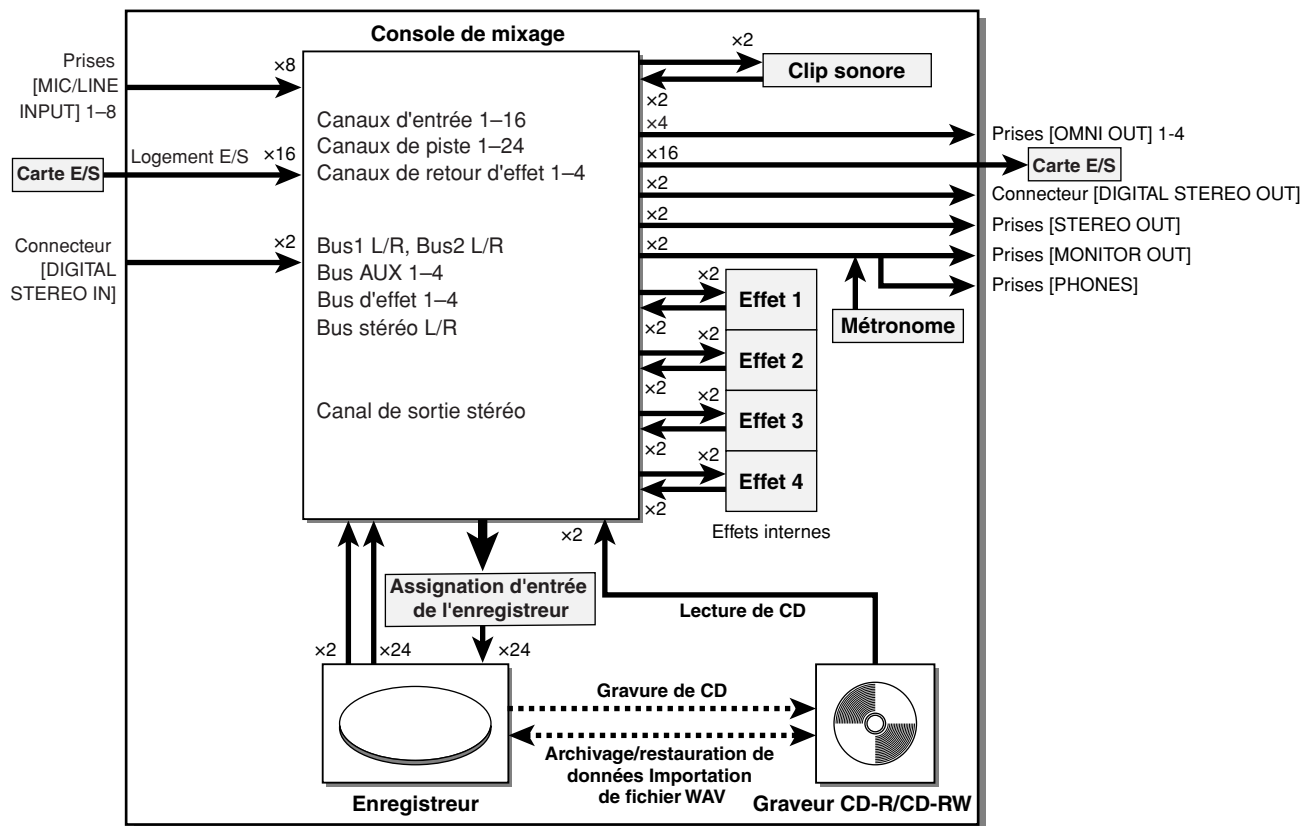 Console de mixage
Prises
[MIC/LINE
INPUT] 1–8
×8
Carte E/S
Logement E/S
×16
Connecteur
[DIGITAL
STEREO IN]
×2
Canaux d'entrée 1–16
Canaux de piste 1–24
Canaux de retour d'effet 1–4
Bus1 L/R, Bus2 L/R
Bus AUX 1–4
Bus d'effet 1–4
Bus stéréo L/R
Canal de sortie stéréo
×2
Clip sonore
×2
×4
Prises [OMNI OUT] 1-4
×16
Carte E/S
×2
Connecteur [DIGITAL STEREO OUT]
×2
Prises [STEREO OUT]
×2
Prises [MONITOR OUT]
Prises [PHONES]
Métronome
×2
Effet 1
×2
×2
Effet 2
×2
×2
Effet 3
×2
×2
Effet 4
×2
Effets internes
×2
Assignation d'entrée
de l'enregistreur
Lecture de CD
×2
×24
×24
Gravure de CD
Archivage/restauration de
données Importation
de fichier WAV
Enregistreur
Graveur CD-R/CD-RW